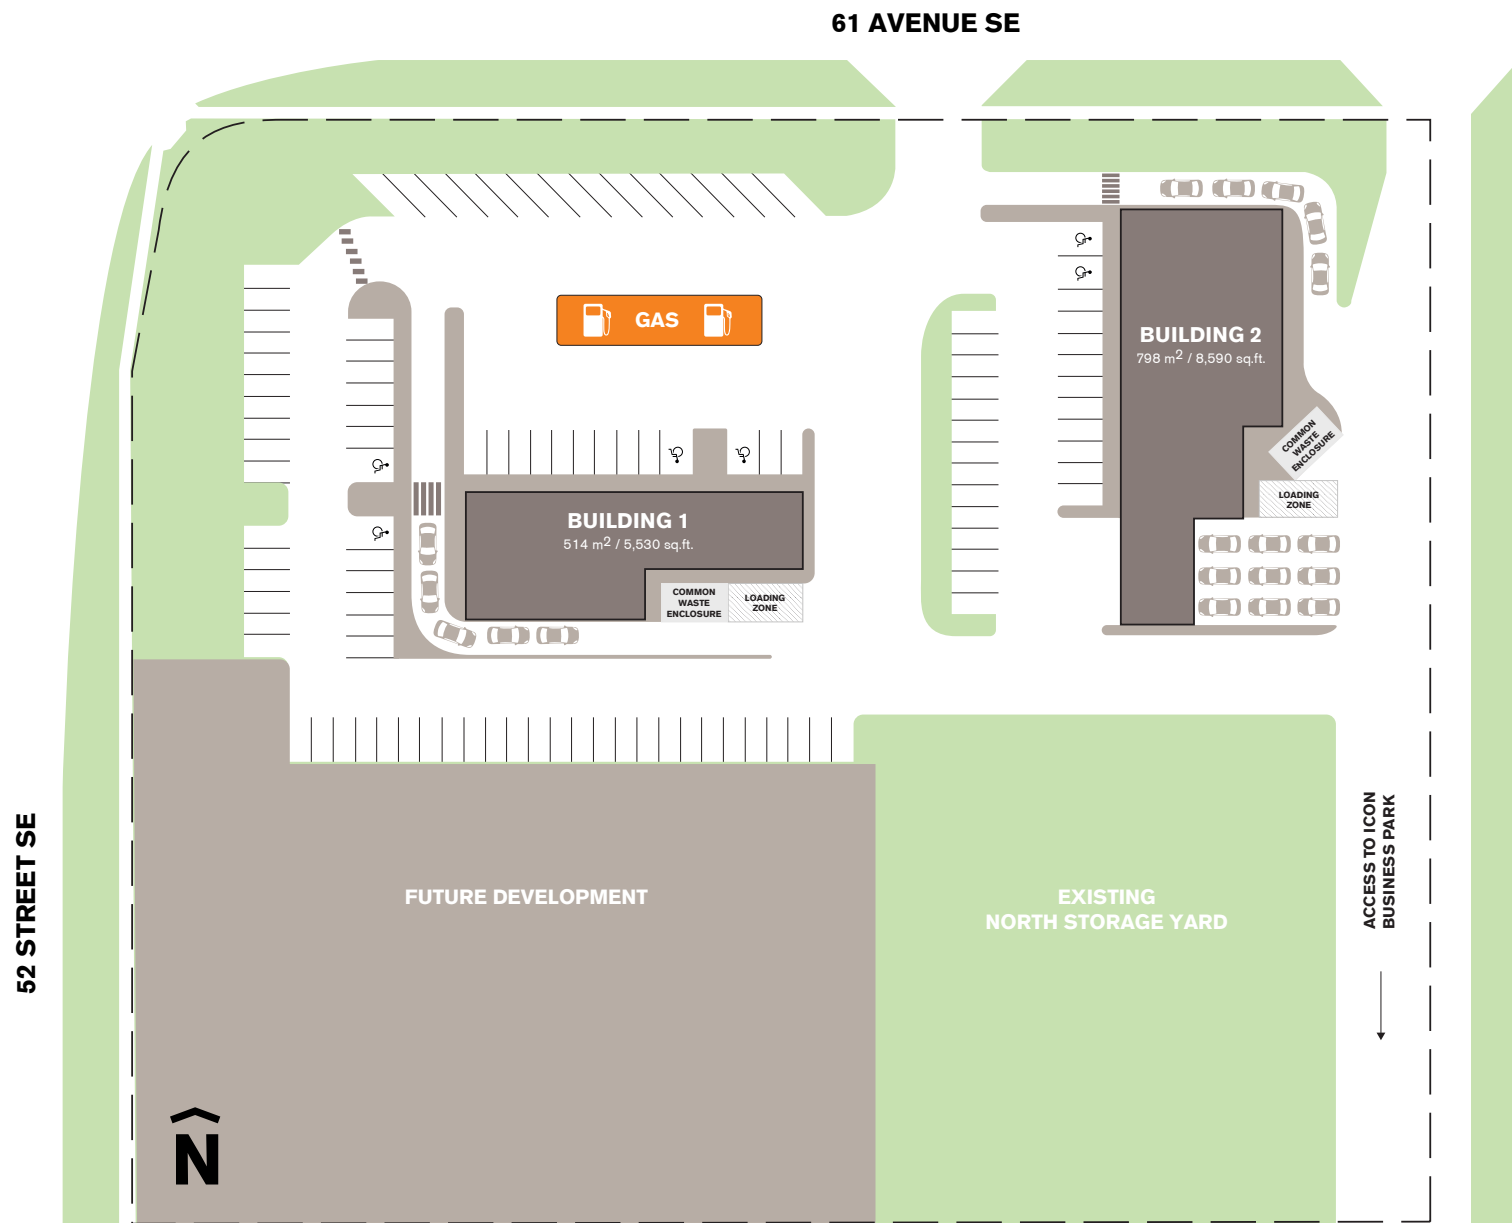 61 AVENUE SE
GAS
BUILDING 2
798 m2 / 8,590 sq.ft.
COMMON
WASTE
ENCLOSURE
LOADING
ZONE
BUILDING 1
514 m2 / 5,530 sq.ft.
COMMON
WASTE
ENCLOSURE
LOADING
ZONE
52 STREET SE
FUTURE DEVELOPMENT
EXISTING
NORTH STORAGE YARD
ACCESS TO ICON
BUSINESS PARK
N